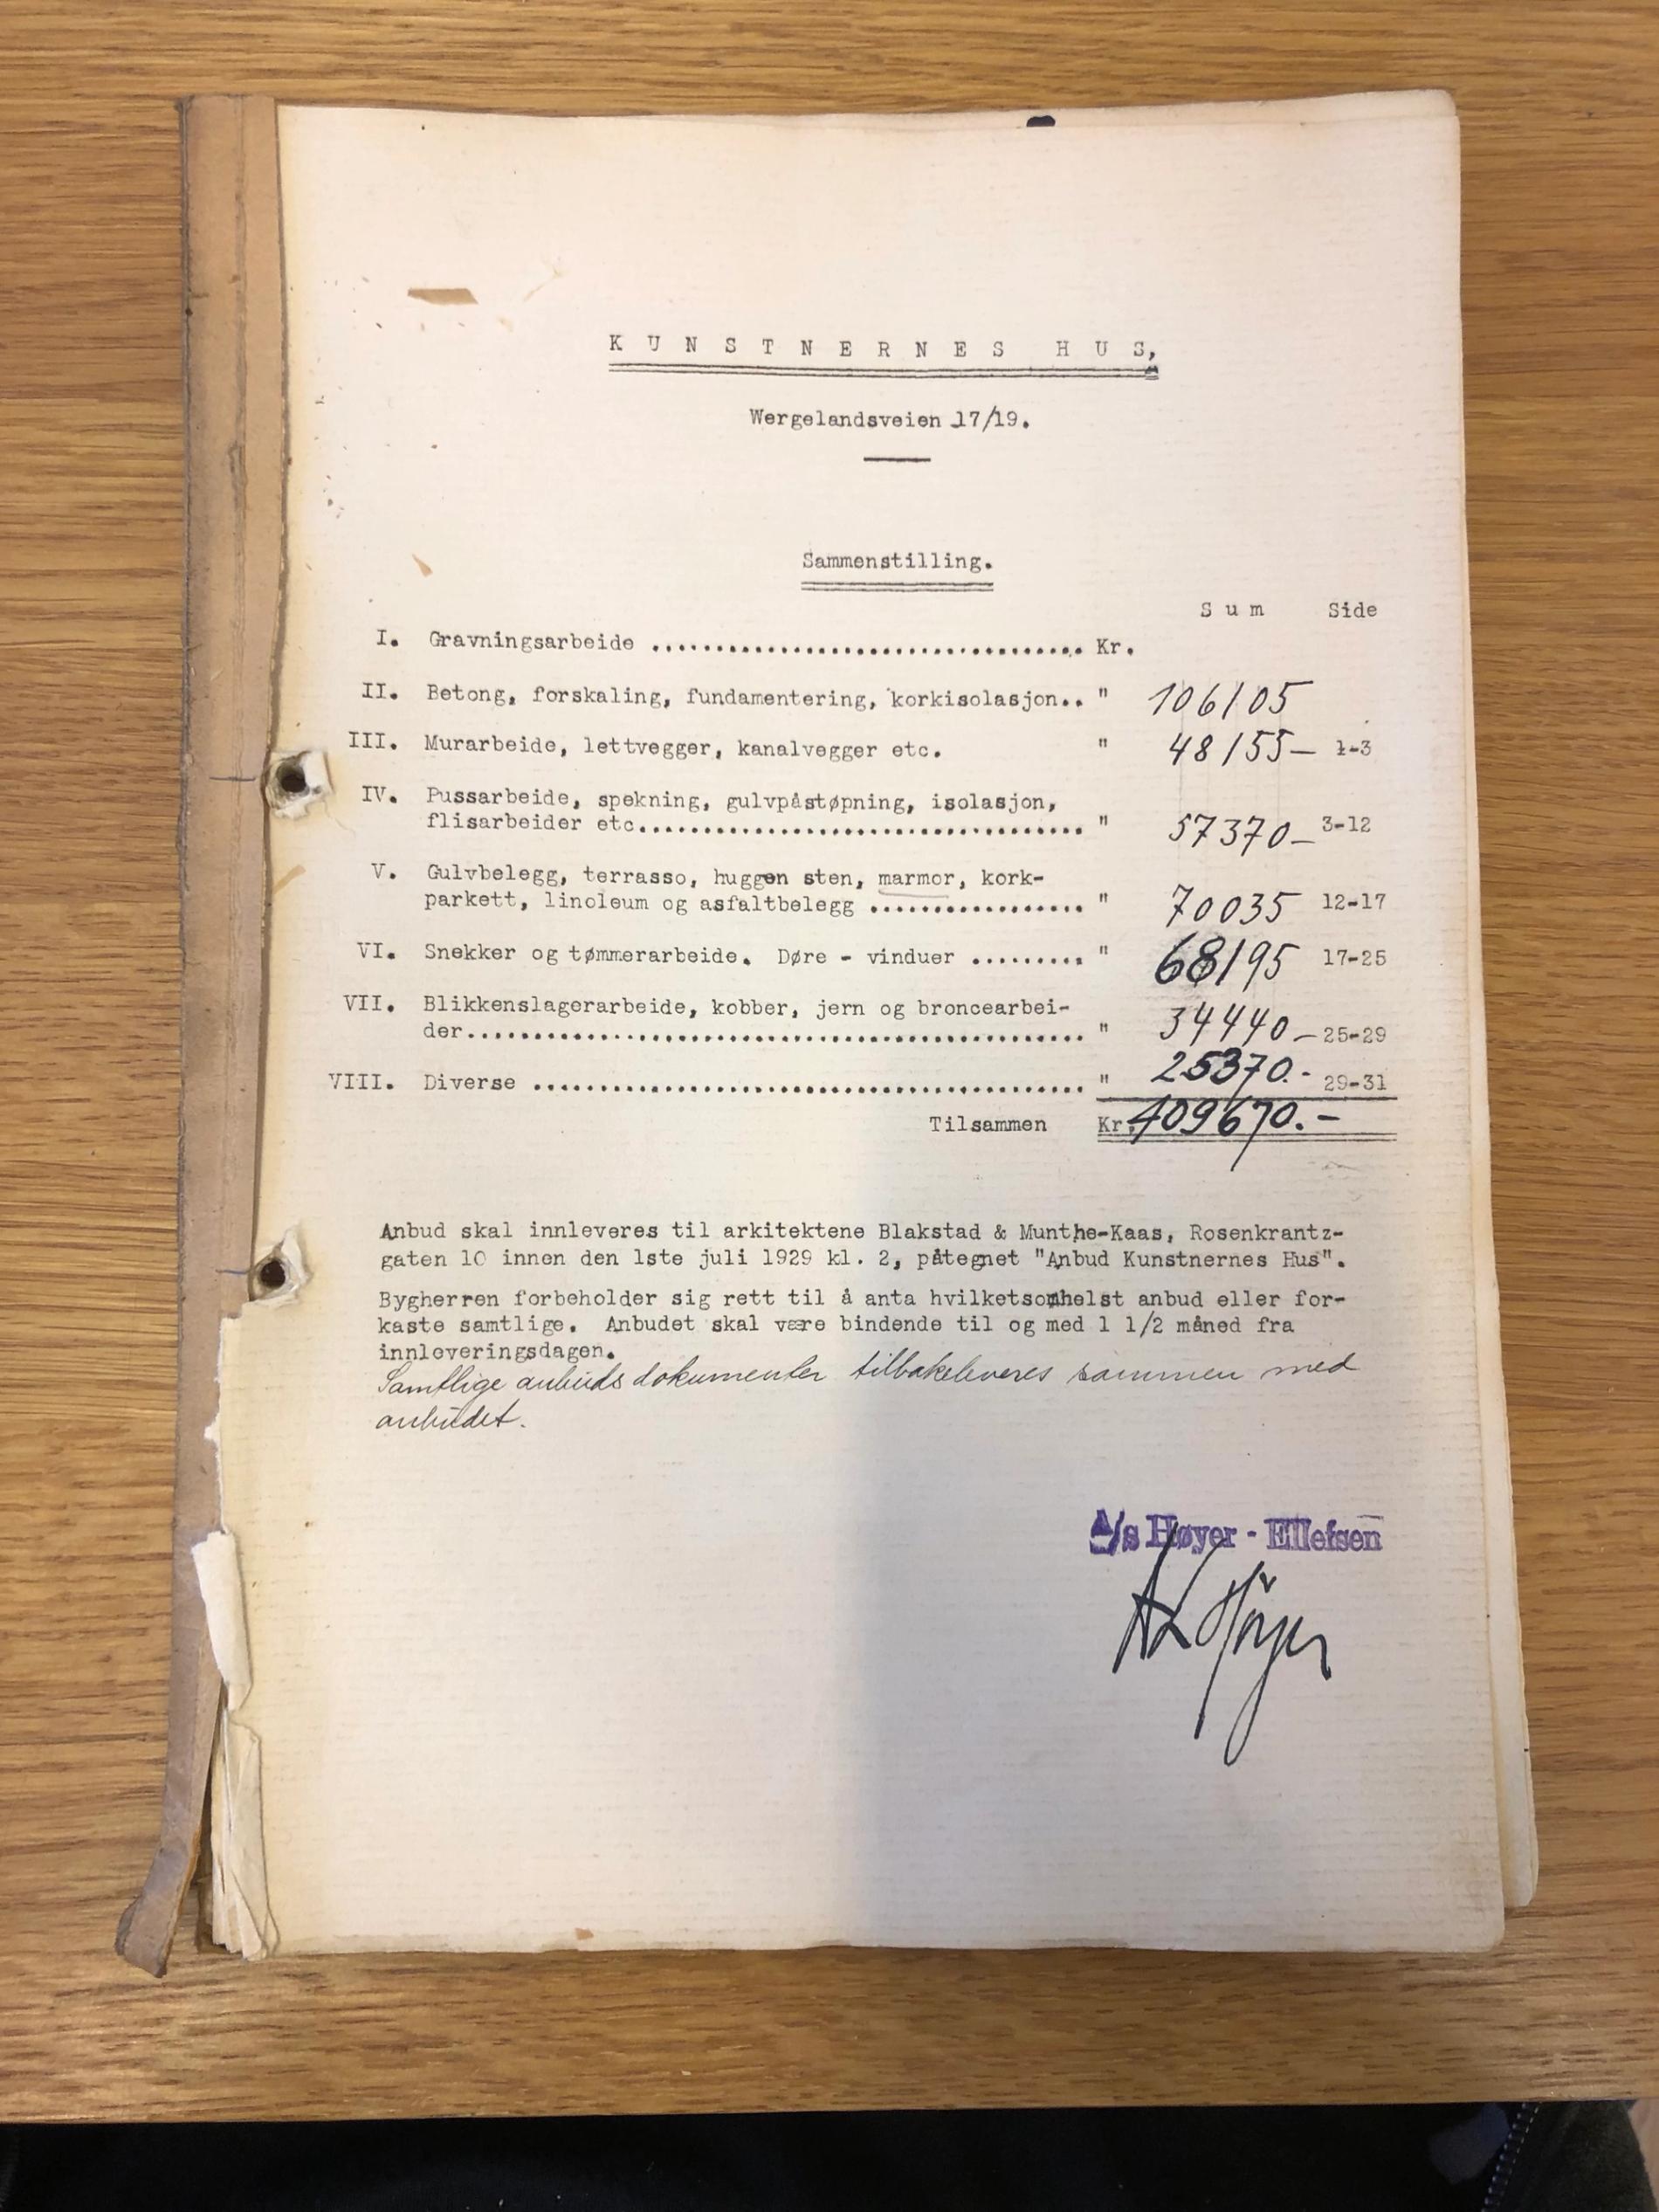 KUNSTNERNES HUS,
Wergelandsveien 17/19.
Sammenstilling.
Sum Side
I. Gravningsarbeide .................................. Kr.
II. Betong, forskaling, fundamentering, korkisolasjon.. " 106105
III. Murarbeide, lettvegger, kanalvegger etc. " 48155— 1-3
IV. Pussarbeide, spekning, gulvpåstøpning, isolasjon,
flisarbeider etc................................... " 57370— 3-12
V. Gulvbelegg, terrasso, huggen sten, marmor, kork-
parkett, linoleum og asfaltbelegg ................. " 70035 12-17
VI. Snekker og tømmerarbeide. Døre - vinduer ......... " 68195 17-25
VII. Blikkenslagerarbeide, kobber, jern og broncearbei-
der................................................ " 34440— 25-29
VIII. Diverse ........................................... " 25370.- 29-31
Tilsammen Kr. 409670.-
Anbud skal innleveres til arkitektene Blakstad & Munthe-Kaas, Rosenkrantz-
gaten 10 innen den 1ste juli 1929 kl. 2, påtegnet "Anbud Kunstnernes Hus".
Bygherren forbeholder sig rett til å anta hvilketsomhelst anbud eller for-
kaste samtlige. Anbudet skal være bindende til og med 1 1/2 måned fra
innleveringsdagen.
Samtlige anbudsdokumenter tilbakeleveres sammen med
anbudet.
A/s Høyer - Ellefsen
Høyer